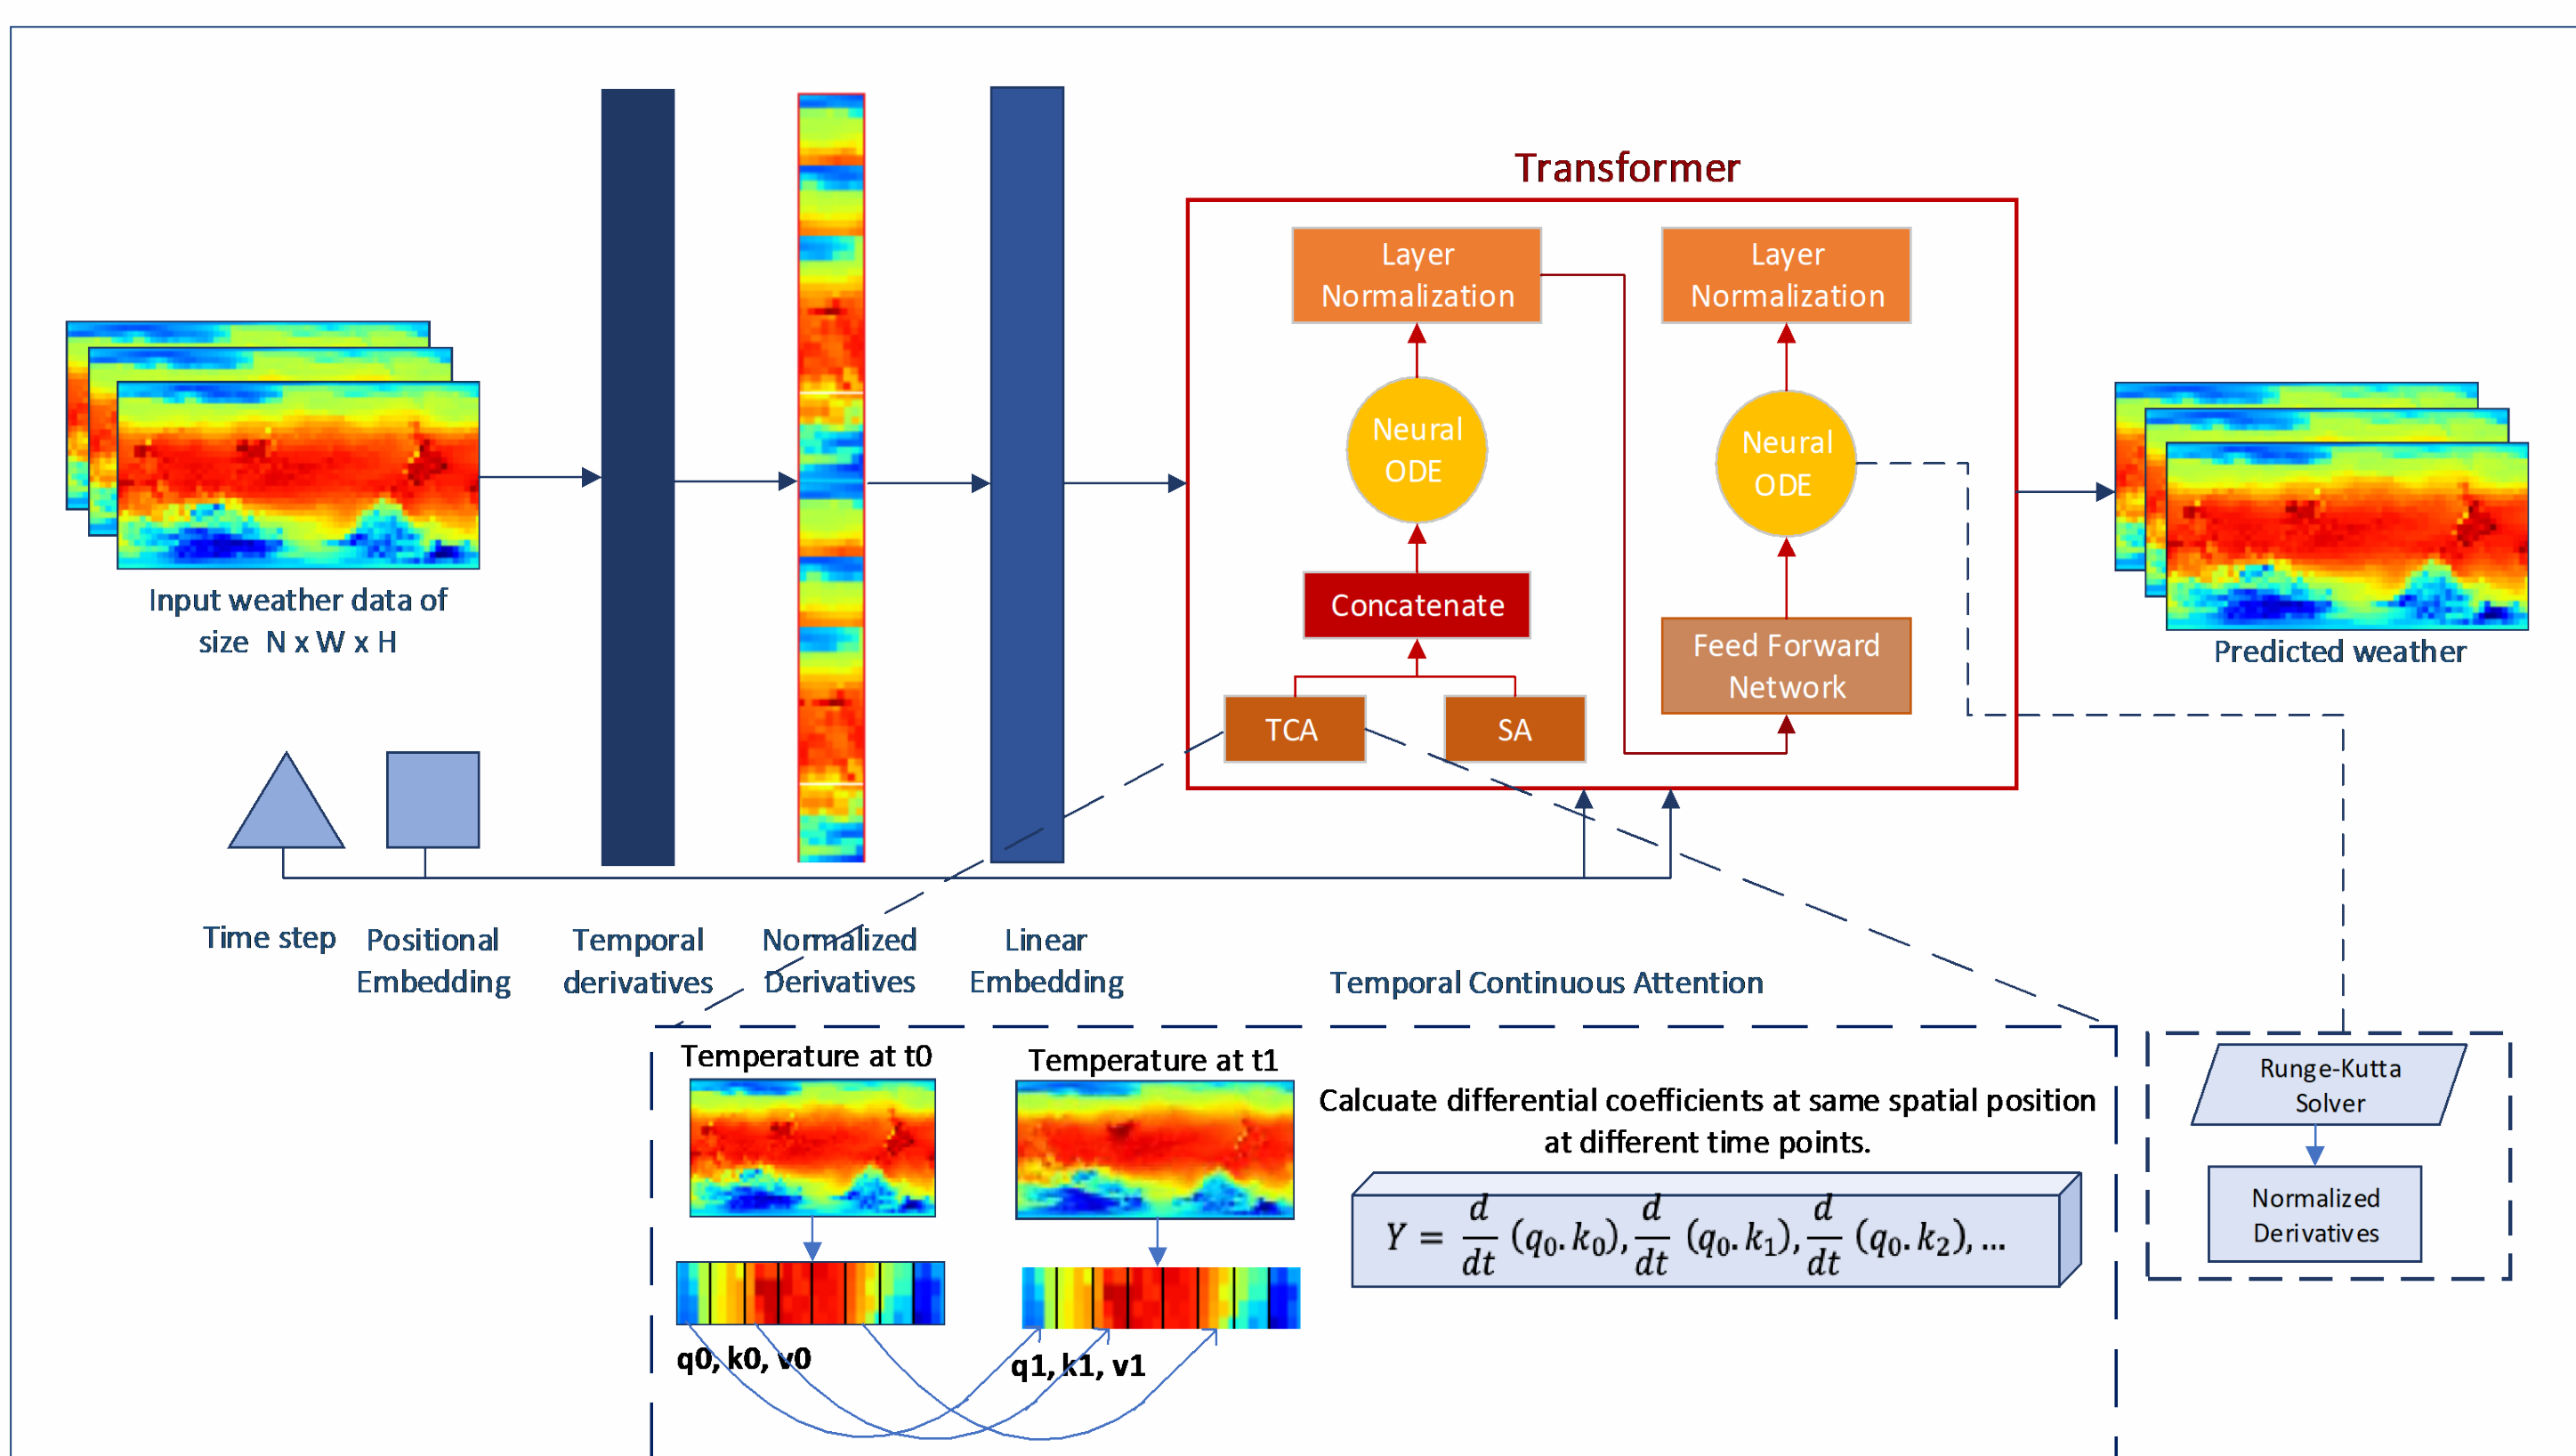 Transformer
Layer
Normalization
Layer
Normalization
Neural
ODE
Neural
ODE
Concatenate
Feed Forward
Network
TCA
SA
Input weather data of
size N x W x H
Predicted weather
Time step
Positional
Embedding
Temporal
derivatives
Normalized
Derivatives
Linear
Embedding
Temporal Continuous Attention
Temperature at t0
Temperature at t1
Calcuate differential coefficients at same spatial position
at different time points.
Y = d/dt (q₀. k₀), d/dt (q₀. k₁), d/dt (q₀. k₂), ...
q0, k0, v0
q1, k1, v1
Runge-Kutta
Solver
Normalized
Derivatives